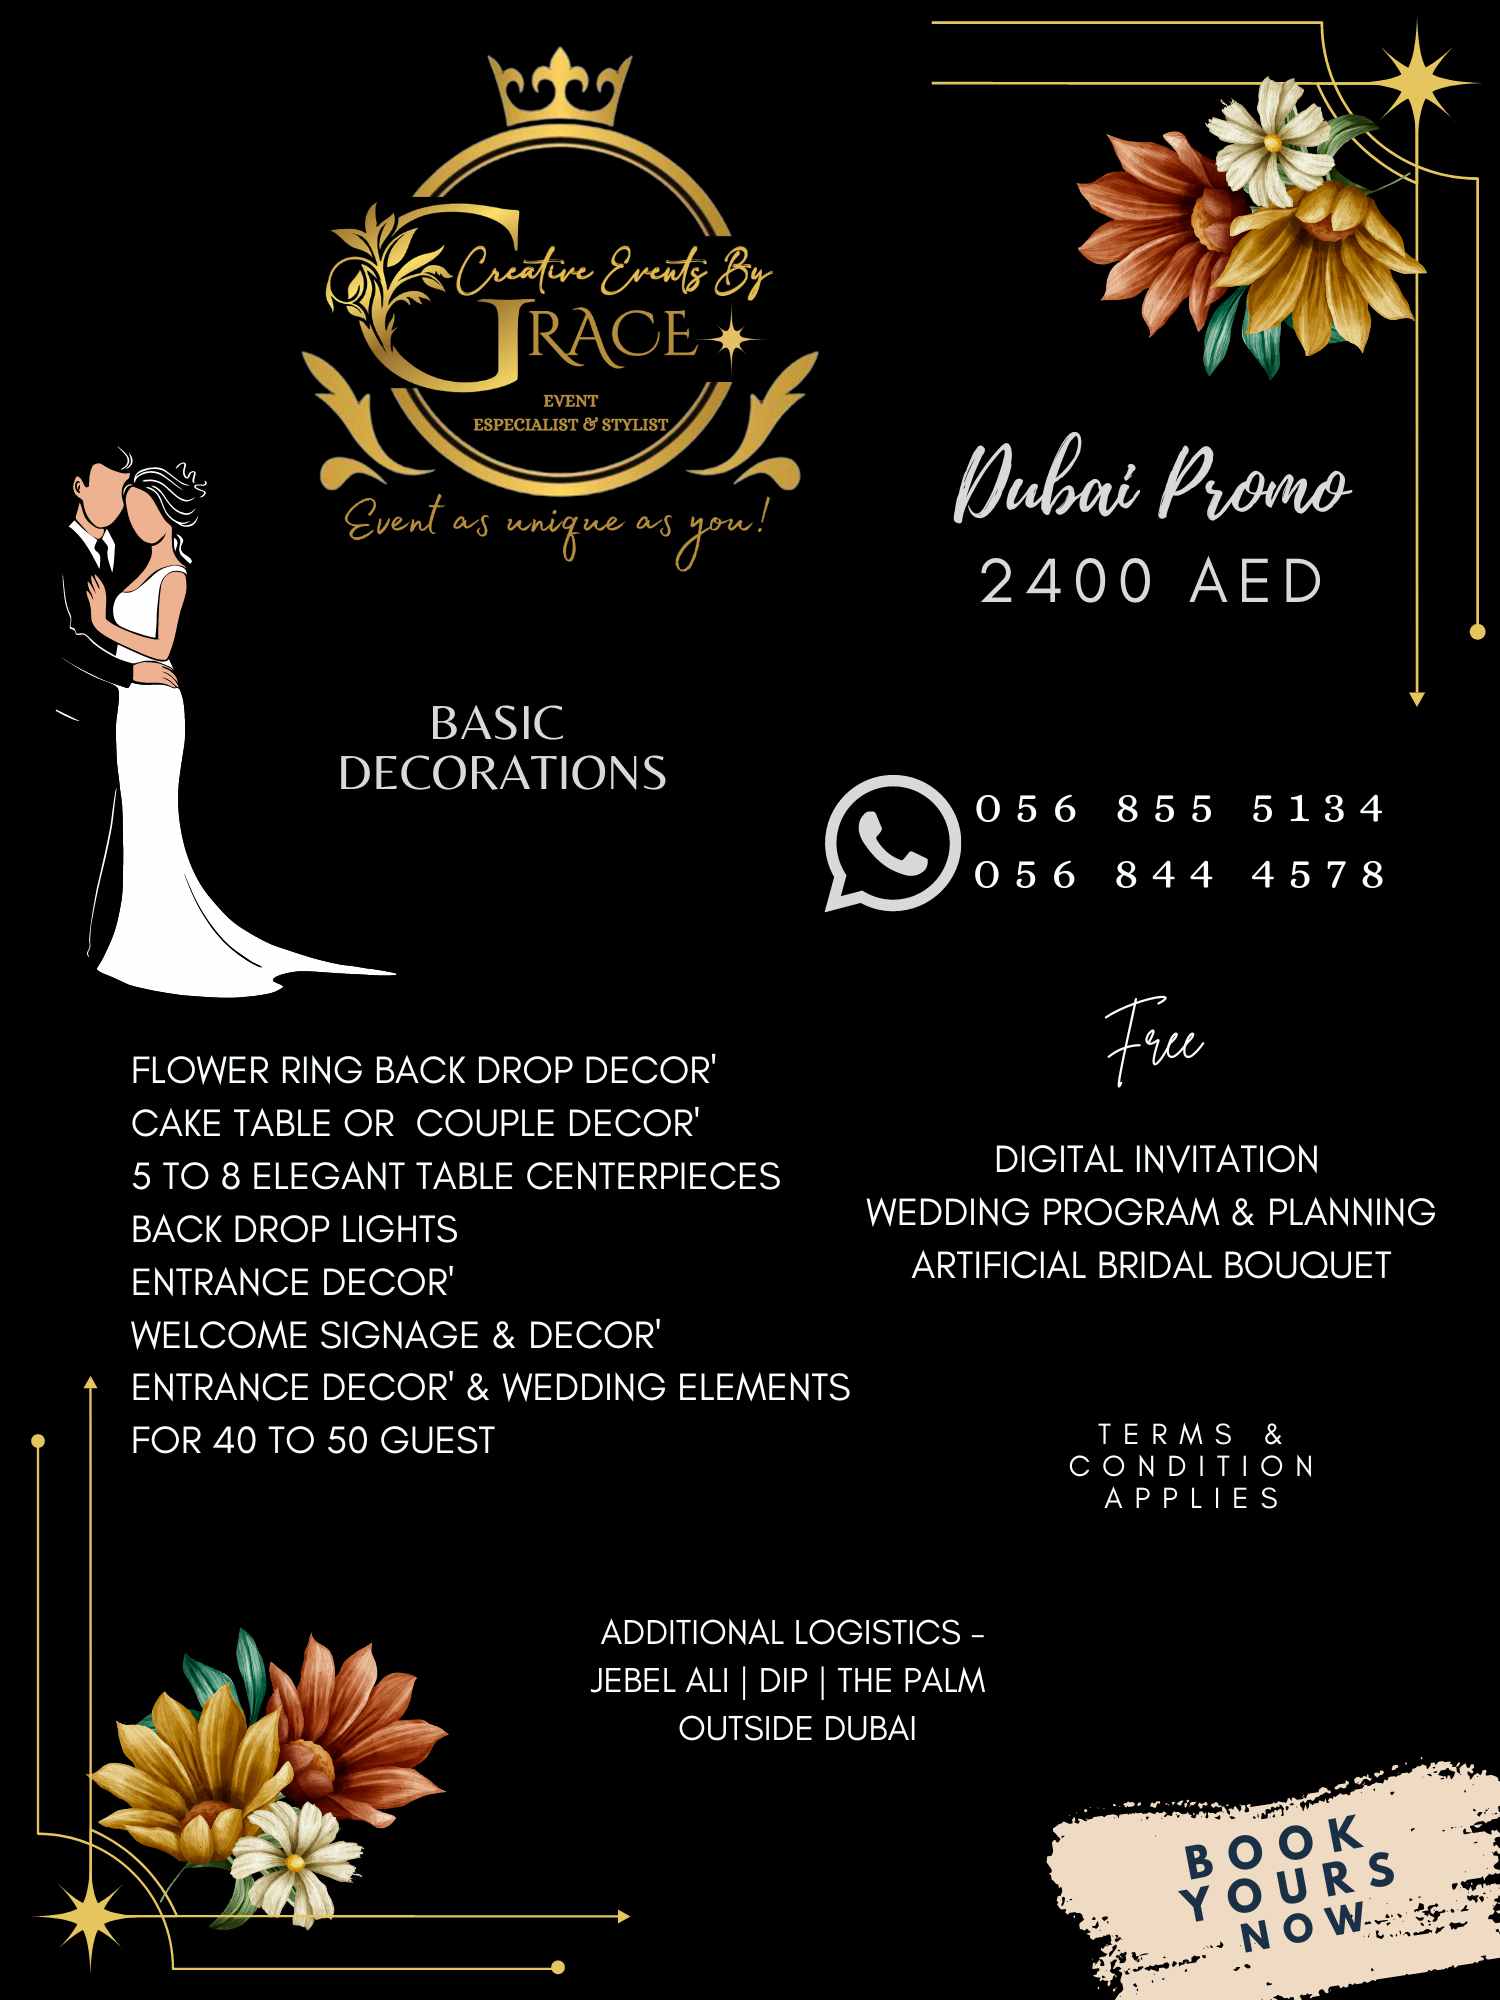 Creative Events By
GRACE
EVENT
ESPECIALIST & STYLIST
Event as unique as you!
Dubai Promo
2400 AED
BASIC
DECORATIONS
056 855 5134
056 844 4578
FLOWER RING BACK DROP DECOR'
CAKE TABLE OR COUPLE DECOR'
5 TO 8 ELEGANT TABLE CENTERPIECES
BACK DROP LIGHTS
ENTRANCE DECOR'
WELCOME SIGNAGE & DECOR'
ENTRANCE DECOR' & WEDDING ELEMENTS
FOR 40 TO 50 GUEST
Free
DIGITAL INVITATION
WEDDING PROGRAM & PLANNING
ARTIFICIAL BRIDAL BOUQUET
TERMS &
CONDITION
APPLIES
ADDITIONAL LOGISTICS –
JEBEL ALI | DIP | THE PALM
OUTSIDE DUBAI
BOOK
YOURS
NOW